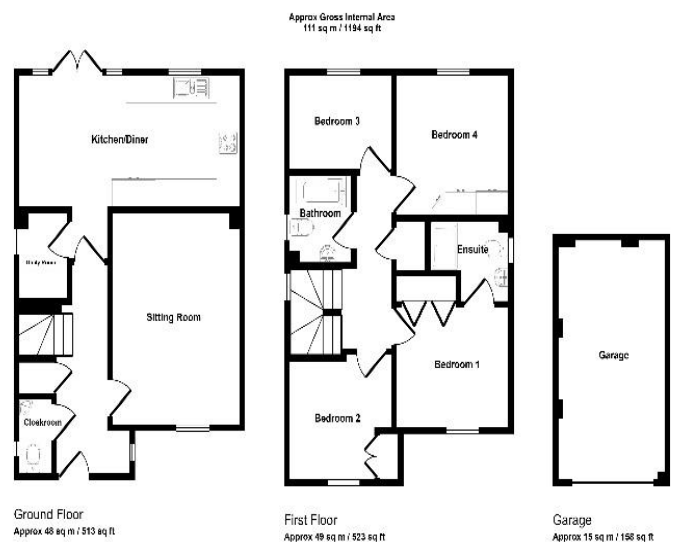 Approx Gross Internal Area
111 sq m / 1194 sq ft
Kitchen/Diner
Study Room
Sitting Room
Cloakroom
Bedroom 3
Bedroom 4
Bathroom
Ensuite
Bedroom 1
Bedroom 2
Garage
Ground Floor
Approx 48 sq m / 513 sq ft
First Floor
Approx 49 sq m / 523 sq ft
Garage
Approx 15 sq m / 158 sq ft